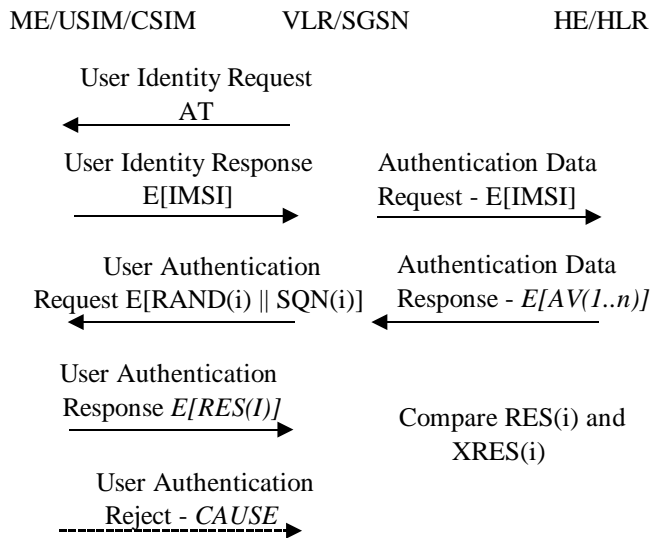 ME/USIM/CSIM VLR/SGSN HE/HLR
User Identity Request
AT
User Identity Response
E[IMSI]
Authentication Data
Request - E[IMSI]
User Authentication
Request E[RAND(i) || SQN(i)]
Authentication Data
Response - E[AV(1..n)]
User Authentication
Response E[RES(I)]
Compare RES(i) and
XRES(i)
User Authentication
Reject - CAUSE